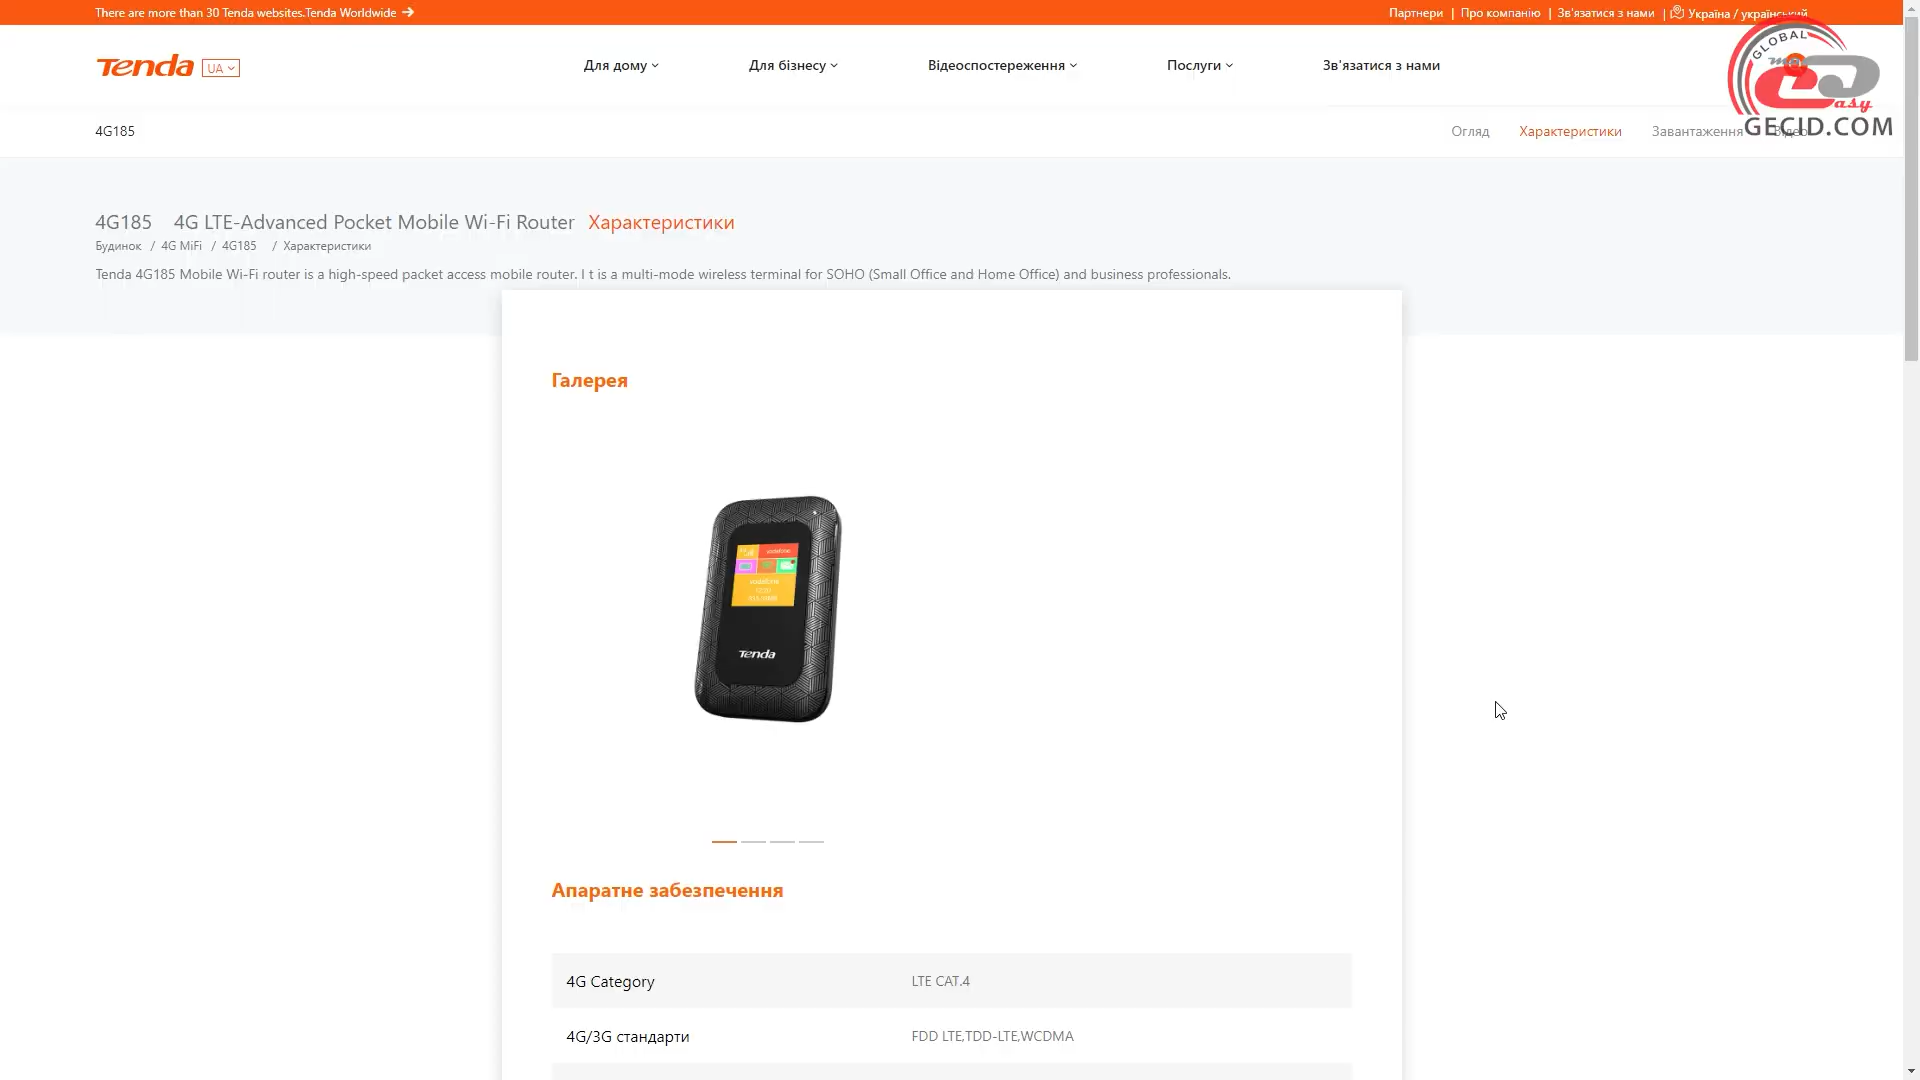 There are more than 30 Tenda websites.Tenda Worldwide →
Партнери | Про компанію | Зв'язатися з нами | Україна / український
Tenda UA
Для дому
Для бізнесу
Відеоспостереження
Послуги
Зв'язатися з нами
GLOBAL
GECID.COM
4G185
Огляд
Характеристики
Завантаження
Відео
4G185 4G LTE-Advanced Pocket Mobile Wi-Fi Router Характеристики
Будинок / 4G MiFi / 4G185 / Характеристики
Tenda 4G185 Mobile Wi-Fi router is a high-speed packet access mobile router. I t is a multi-mode wireless terminal for SOHO (Small Office and Home Office) and business professionals.
Галерея
vodafone
vodafone
Tenda
Апаратне забезпечення
4G Category LTE CAT.4
4G/3G стандарти FDD LTE,TDD-LTE,WCDMA